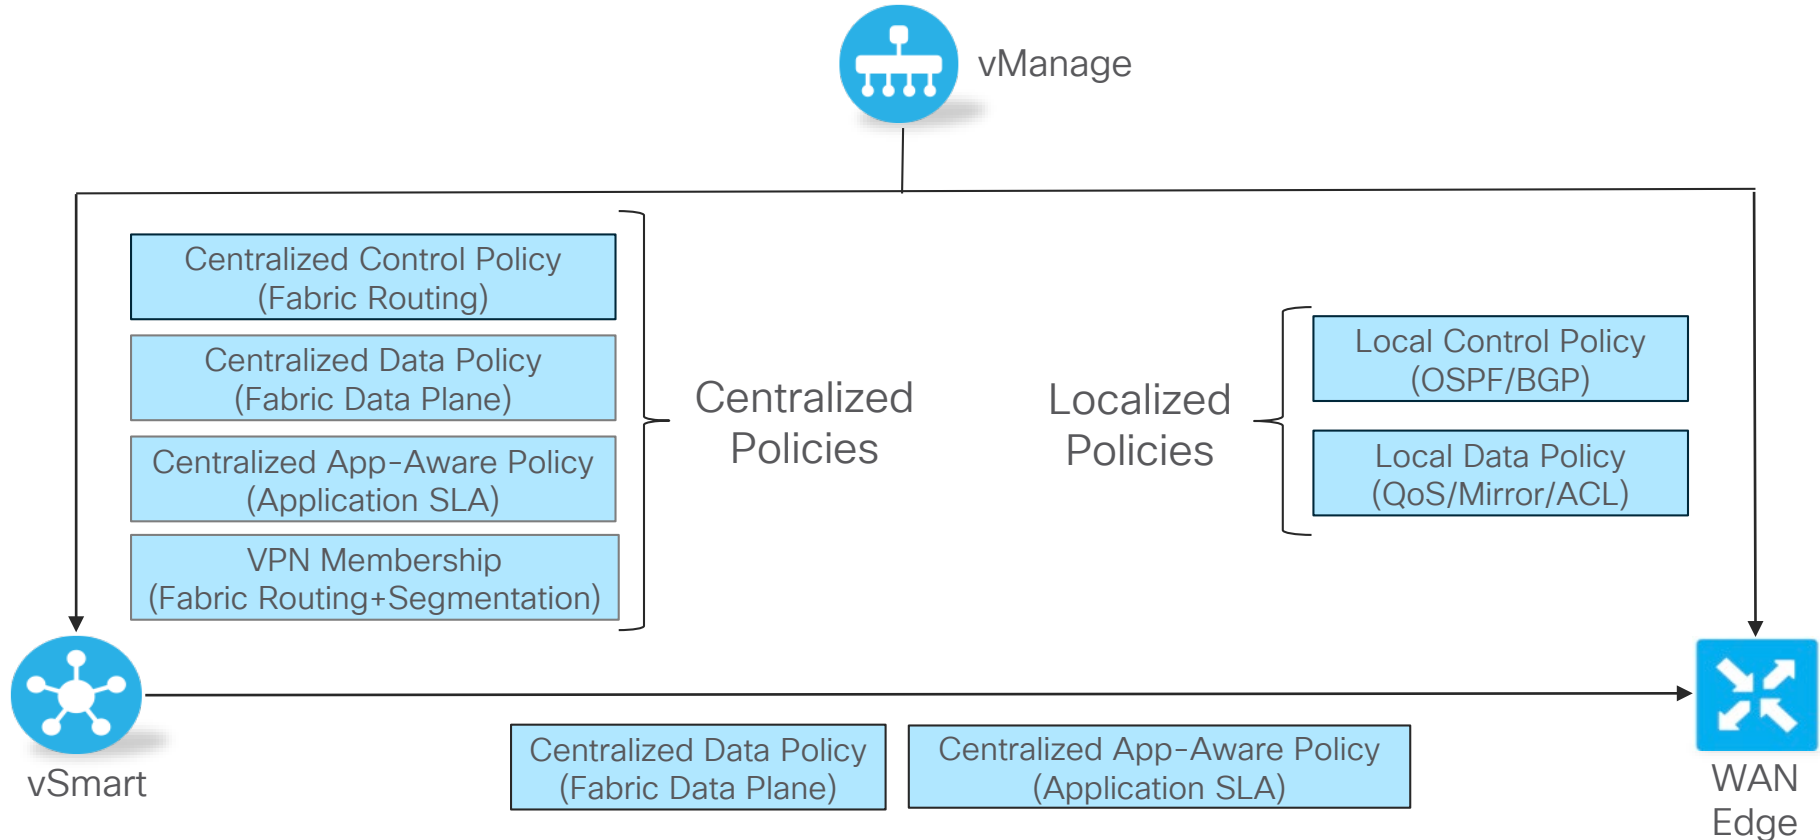 vManage
Centralized Control Policy
(Fabric Routing)
Centralized Data Policy
(Fabric Data Plane)
Centralized App-Aware Policy
(Application SLA)
VPN Membership
(Fabric Routing+Segmentation)
Centralized
Policies
Localized
Policies
Local Control Policy
(OSPF/BGP)
Local Data Policy
(QoS/Mirror/ACL)
vSmart
Centralized Data Policy
(Fabric Data Plane)
Centralized App-Aware Policy
(Application SLA)
WAN
Edge